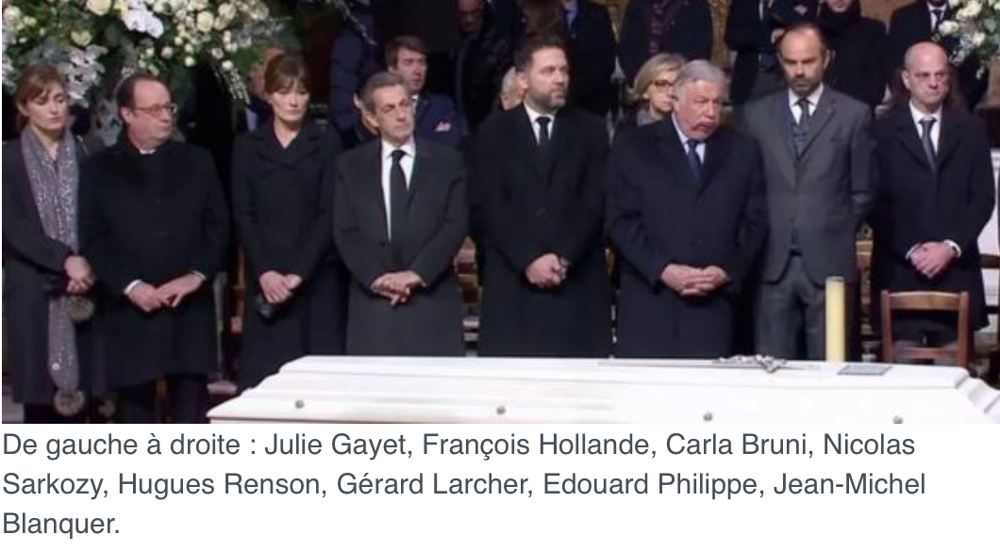 De gauche à droite : Julie Gayet, François Hollande, Carla Bruni, Nicolas
Sarkozy, Hugues Renson, Gérard Larcher, Edouard Philippe, Jean-Michel
Blanquer.